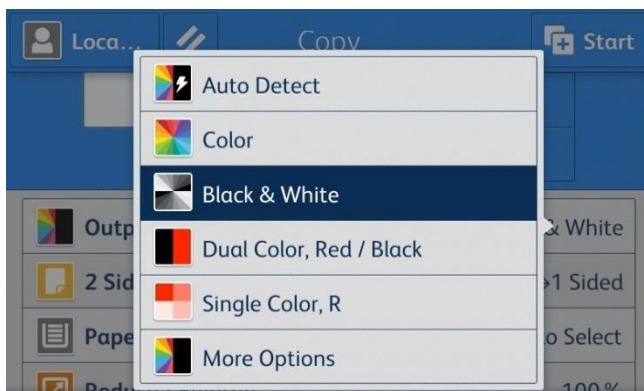 Loca...
Copy
Start
Auto Detect
Color
Black & White
Dual Color, Red / Black
Single Color, R
More Options
Outp
& White
2 Sid
1 Sided
Pape
o Select
100 %